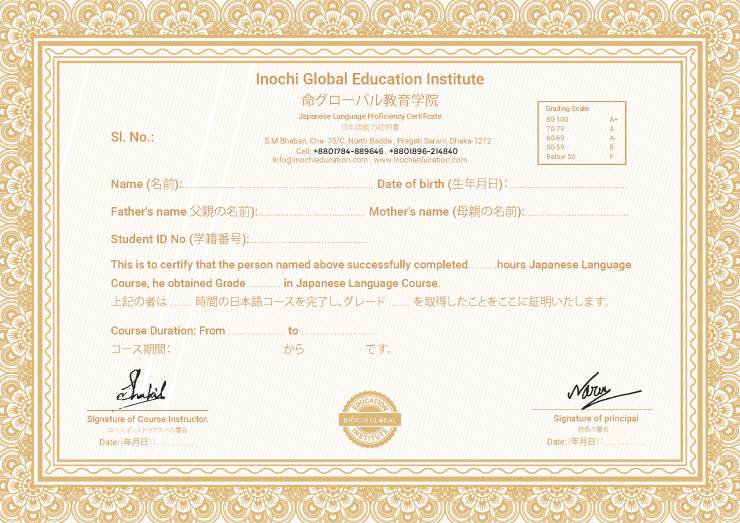 Inochi Global Education Institute
命グローバル教育学院
Japanese Language Proficiency Certificate
日本語能力証明書
Sl. No.:
S.M Bhaban, Cha- 75/C, North Badda , Pragati Sarani, Dhaka-1212
Cell: +8801784-889646 , +8801896-214840
Info@inochieducation.com , www.inochieducation.com
Grading Scale.
80-100 A+
70-79 A
60-69 A-
50-59 B
Below 50 F
Name (名前):.......... Date of birth (生年月日):..........
Father's name 父親の名前):.......... Mother's name (母親の名前):..........
Student ID No (学籍番号):..........
This is to certify that the person named above successfully completed..........hours Japanese Language
Course, he obtained Grade .......... in Japanese Language Course.
上記の者は ........ 時間の日本語コースを完了し、グレード ........ を取得したことをここに証明いたします。
Course Duration: From .......... to ..........
コース期間： から です。
Shakil
Signature of Course Instructor.
コースインストラクターの署名
Date: (年月日) :..........
EDUCATION
INOCHI GLOBAL
INSTITUTE
Signature of principal
校長の署名
Date: (年月日) :..........